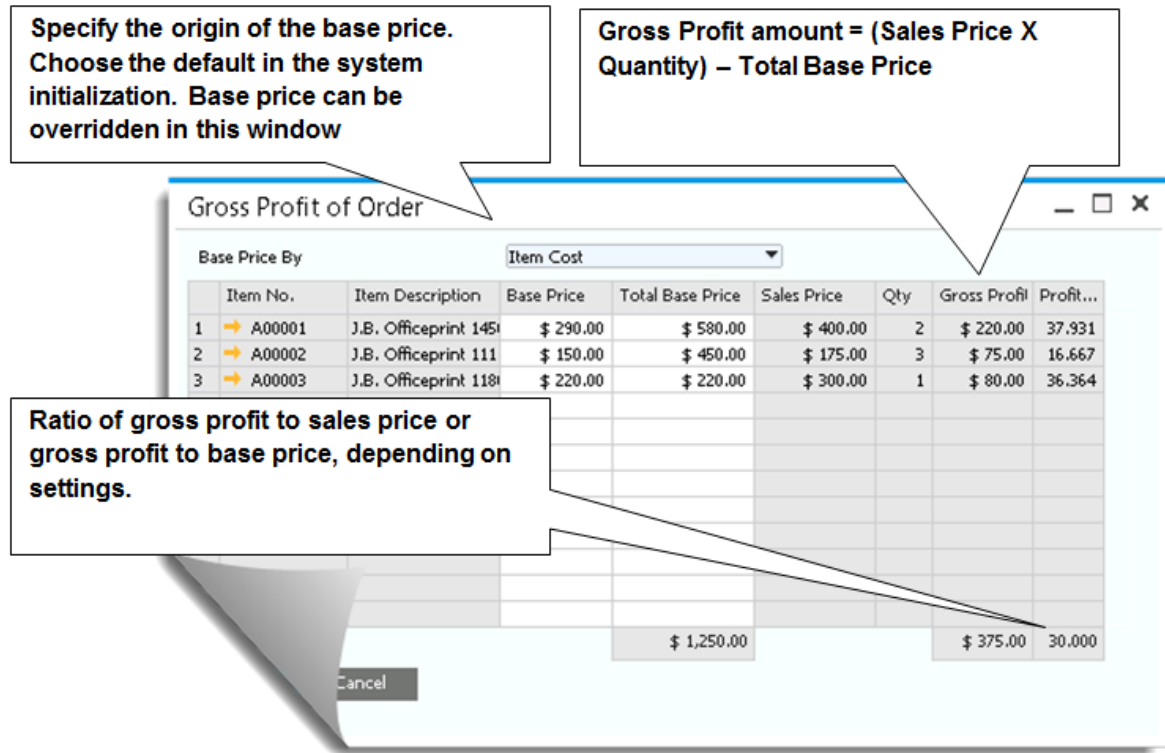 Specify the origin of the base price.
Choose the default in the system
initialization. Base price can be
overridden in this window
Gross Profit amount = (Sales Price X
Quantity) – Total Base Price
Gross Profit of Order
Base Price By Item Cost
Item No. Item Description Base Price Total Base Price Sales Price Qty Gross Profi Profit...
1 A00001 J.B. Officeprint 145 $ 290.00 $ 580.00 $ 400.00 2 $ 220.00 37.931
2 A00002 J.B. Officeprint 111 $ 150.00 $ 450.00 $ 175.00 3 $ 75.00 16.667
3 A00003 J.B. Officeprint 118 $ 220.00 $ 220.00 $ 300.00 1 $ 80.00 36.364
Ratio of gross profit to sales price or
gross profit to base price, depending on
settings.
$ 1,250.00 $ 375.00 30.000
Cancel